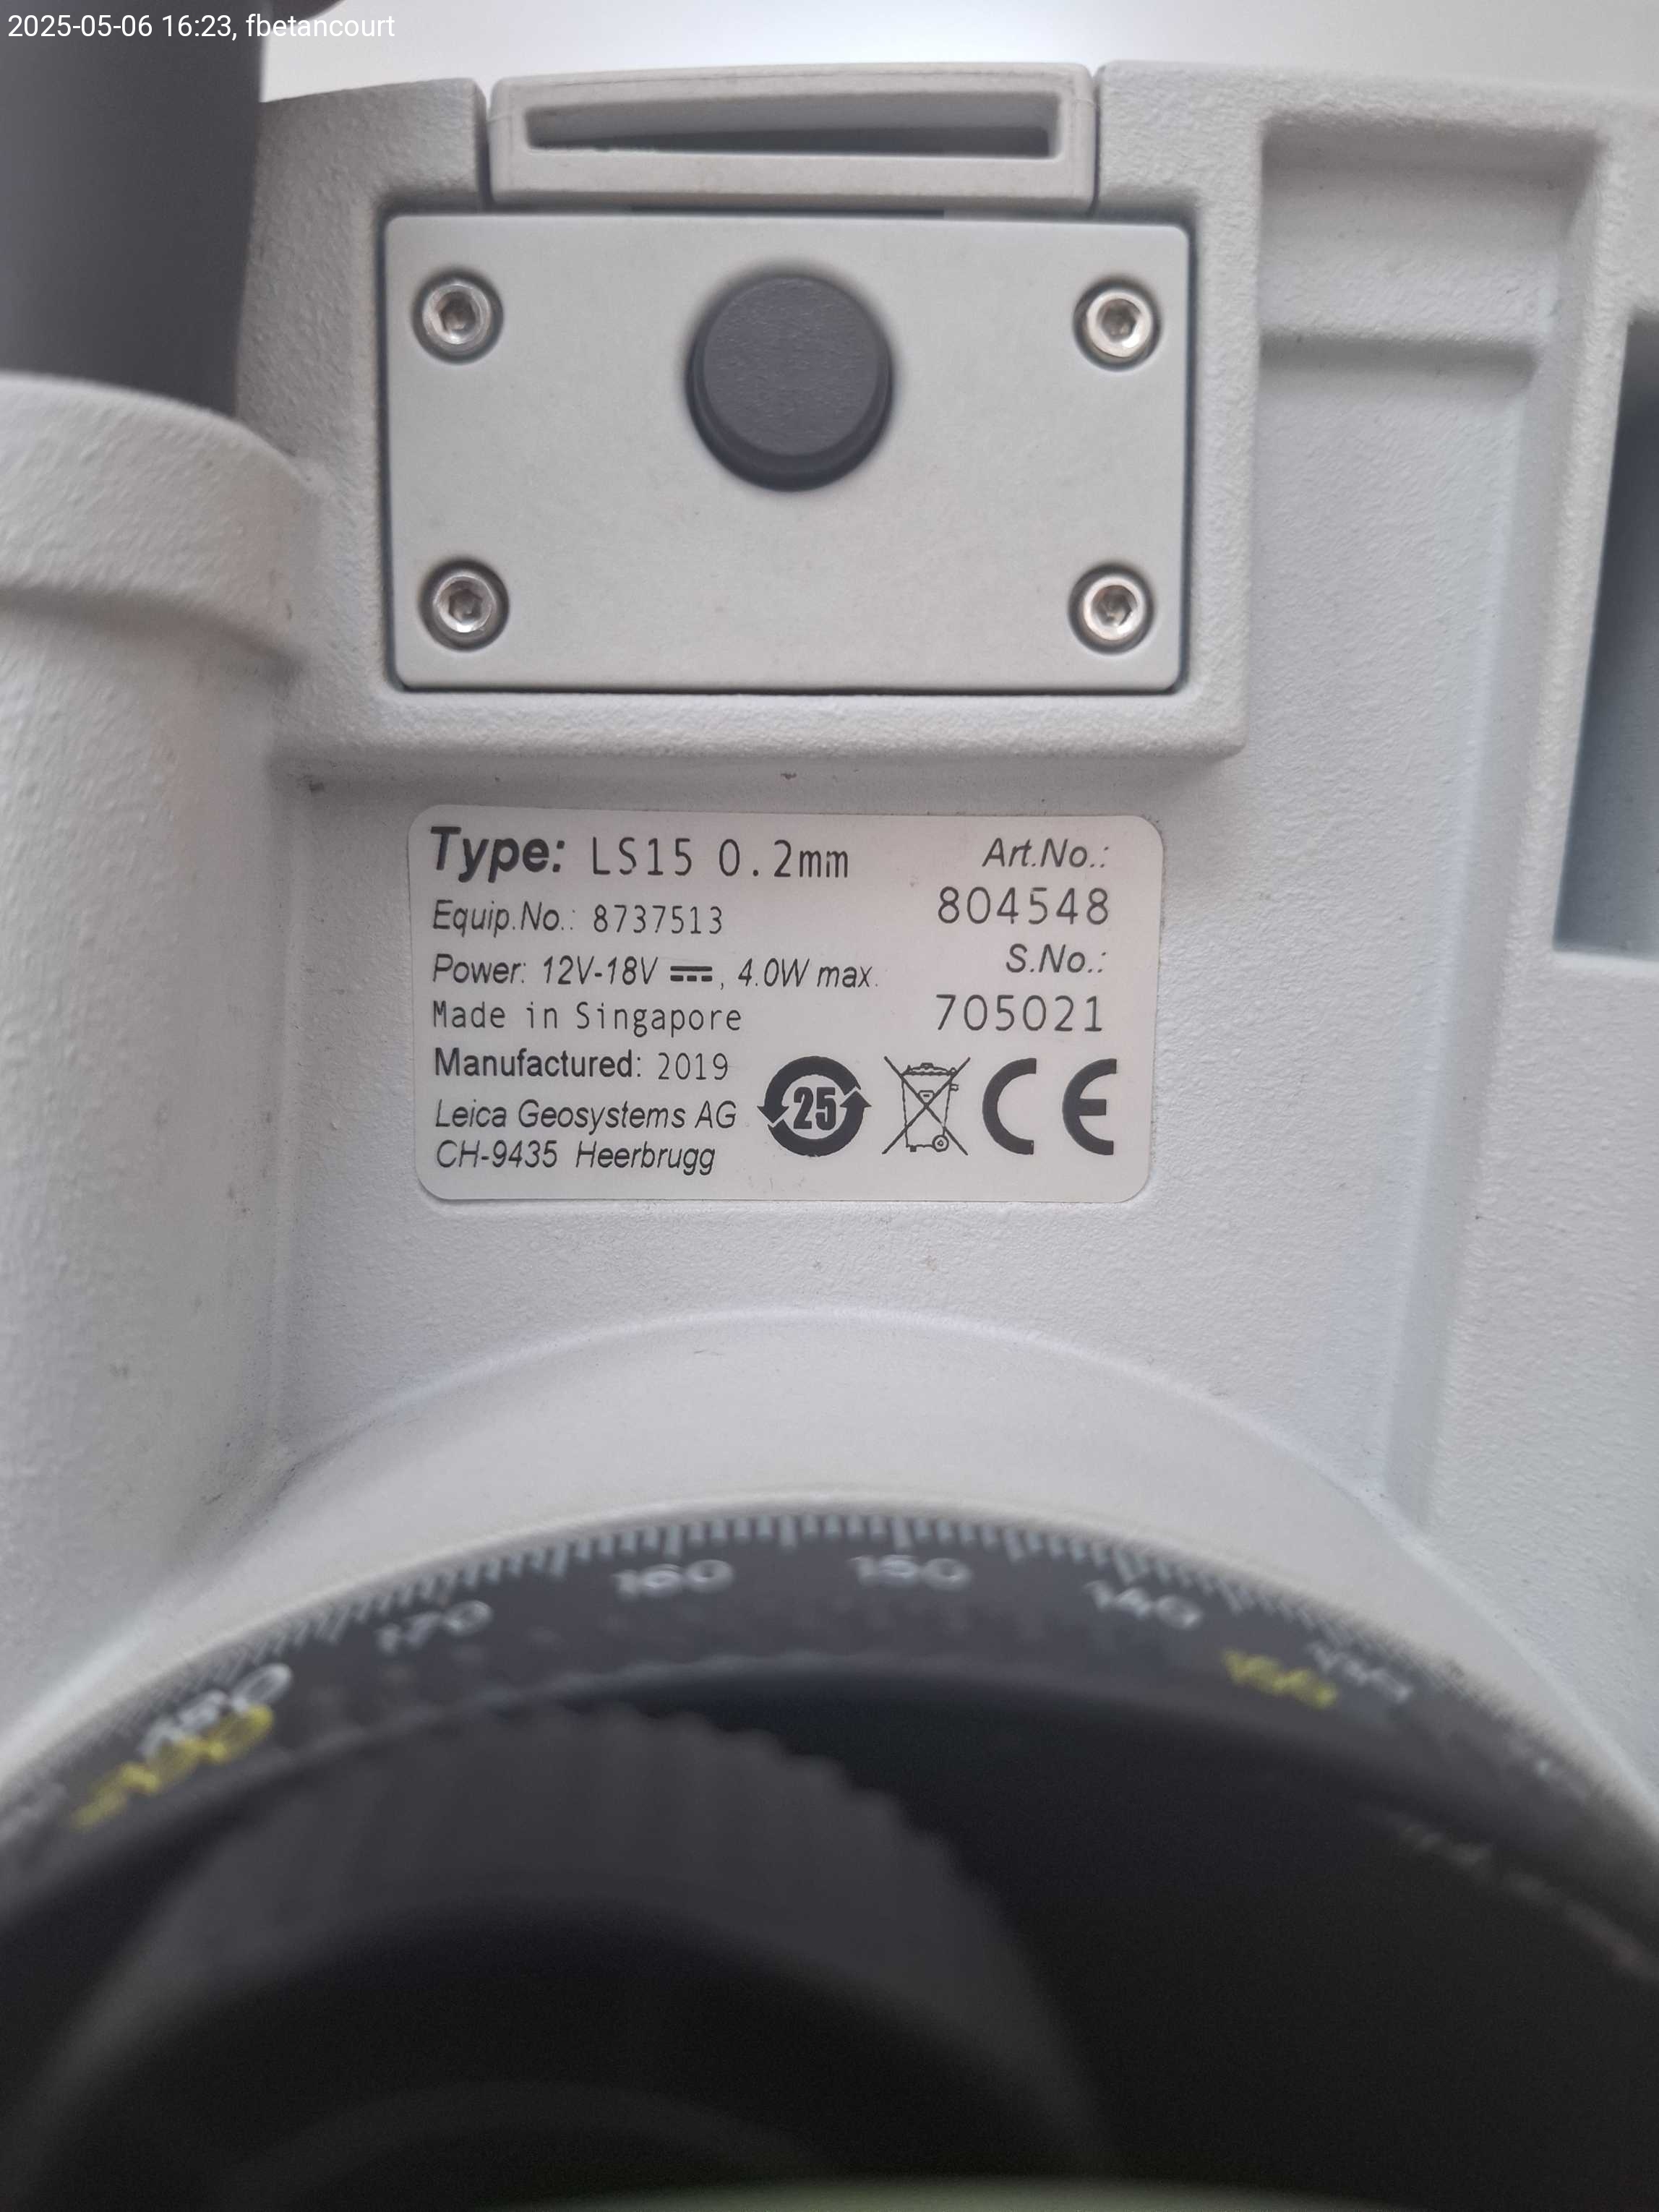 2025-05-06 16:23, fbetancourt
Type: LS15 0.2mm
Art.No.:
804548
Equip.No.: 8737513
S.No.:
705021
Power: 12V-18V ⎓, 4.0W max.
Made in Singapore
Manufactured: 2019
Leica Geosystems AG
CH-9435 Heerbrugg
25
CE
170 160 150 140